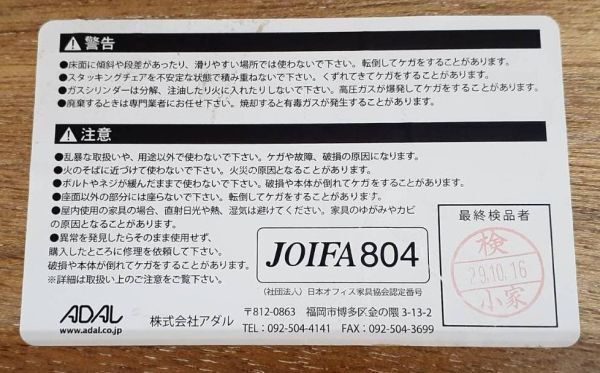 警告
●床面に傾斜や段差があったり、滑りやすい場所では使わないで下さい。転倒してケガをすることがあります。
●スタッキングチェアを不安定な状態で積み重ねないで下さい。くずれてきてケガをすることがあります。
●ガスシリンダーは分解、注油したり火に入れたりしないで下さい。高圧ガスが爆発してケガをすることがあります。
●廃棄するときは専門業者にお任せ下さい。焼却すると有毒ガスが発生することがあります。
注意
●乱暴な取扱いや、用途以外で使わないで下さい。ケガや故障、破損の原因になります。
●火のそばに近づけて使わないで下さい。火災の原因となることがあります。
●ボルトやネジが緩んだままで使わないで下さい。破損や本体が倒れてケガをすることがあります。
●座面以外の部分には座らないで下さい。転倒してケガをすることがあります。
●屋内使用の家具の場合、直射日光や熱、湿気は避けてください。家具のゆがみやカビ
の原因となることがあります。
●異常を発見したらそのまま使用せず、
購入したところに修理を依頼して下さい。
破損や本体が倒れてケガをすることがあります。
※詳細は取扱い上のご注意をご覧下さい。
JOIFA804
(社団法人)日本オフィス家具協会認定番号
最終検品者
検
29.10.16
小家
ADAL
www.adal.co.jp
株式会社アダル
〒812-0863 福岡市博多区金の隈3-13-2
TEL:092-504-4141 FAX:092-504-3699